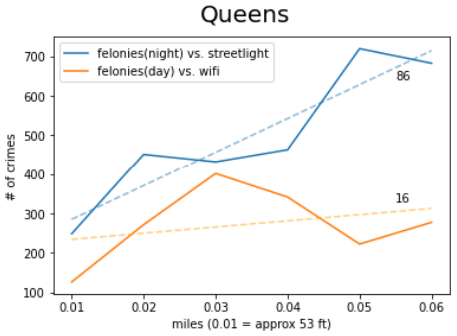 Queens
felonies(night) vs. streetlight
felonies(day) vs. wifi
# of crimes
700
600
500
400
300
200
100
86
16
0.01 0.02 0.03 0.04 0.05 0.06
miles (0.01 = approx 53 ft)